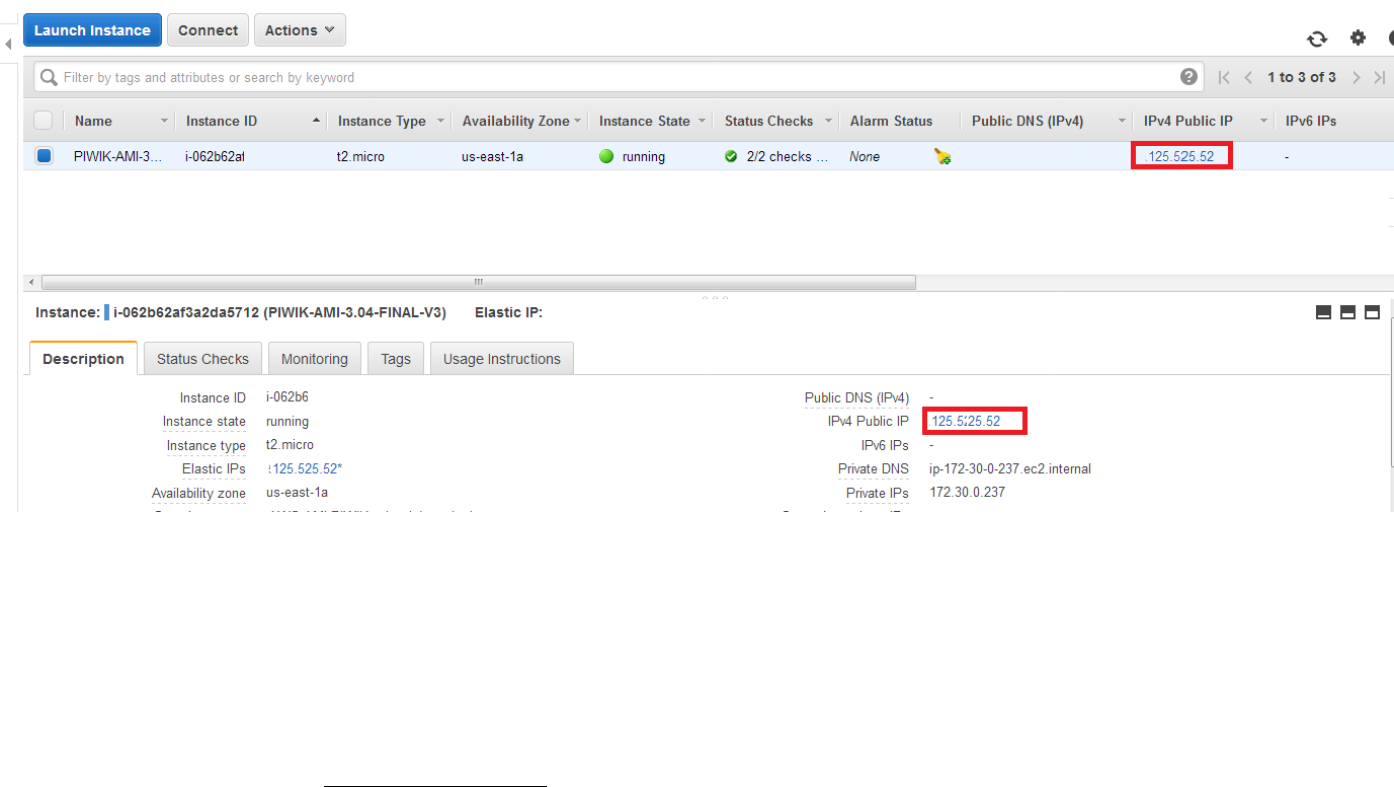 Launch Instance Connect Actions
Filter by tags and attributes or search by keyword 1 to 3 of 3
Name Instance ID Instance Type Availability Zone Instance State Status Checks Alarm Status Public DNS (IPv4) IPv4 Public IP IPv6 IPs
PIWIK-AMI-3... i-062b62af t2.micro us-east-1a running 2/2 checks ... None 125.525.52 -
Instance: i-062b62af3a2da5712 (PIWIK-AMI-3.04-FINAL-V3) Elastic IP:
Description Status Checks Monitoring Tags Usage Instructions
Instance ID i-062b6 Public DNS (IPv4) -
Instance state running IPv4 Public IP .125.525.52
Instance type t2.micro IPv6 IPs -
Elastic IPs 125.525.52* Private DNS ip-172-30-0-237.ec2.internal
Availability zone us-east-1a Private IPs 172.30.0.237